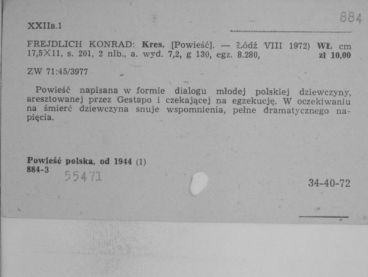 884
XXIIв.1
FREJDLICH KONRAD: Kres. [Powieść]. — Łódź VIII 1972) WŁ cm
17,5×11, s. 201, 2 nlb., a. wyd. 7,2, g 130, egz. 8.280, zł 10,00
ZW 71:45/3977
Powieść napisana w formie dialogu młodej polskiej dziewczyny,
aresztowanej przez Gestapo i czekającej na egzekucję. W oczekiwaniu
na śmierć dziewczyna snuje wspomnienia, pełne dramatycznego na-
pięcia.
Powieść polska, od 1944 (1)
884-3
55471
34-40-72